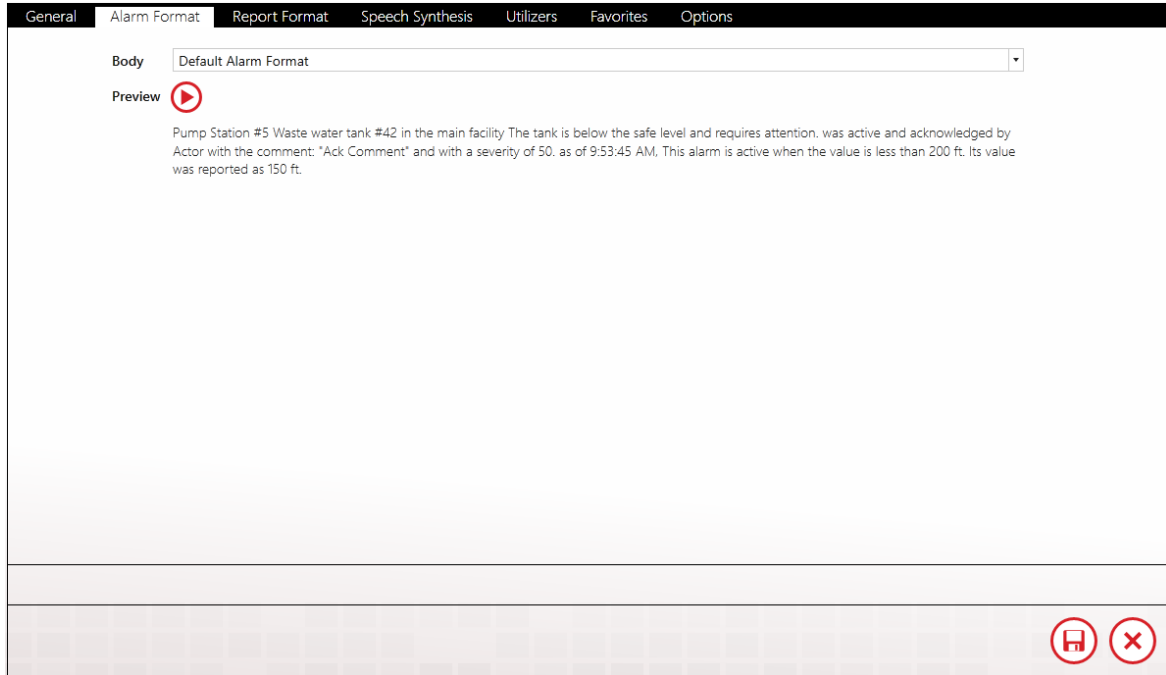 General Alarm Format Report Format Speech Synthesis Utilizers Favorites Options
Body Default Alarm Format
Preview
Pump Station #5 Waste water tank #42 in the main facility The tank is below the safe level and requires attention. was active and acknowledged by
Actor with the comment: "Ack Comment" and with a severity of 50. as of 9:53:45 AM, This alarm is active when the value is less than 200 ft. Its value
was reported as 150 ft.